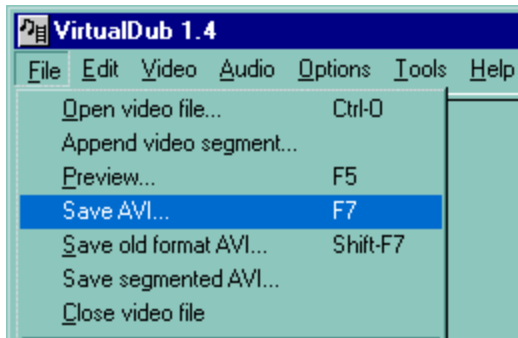 VirtualDub 1.4
File Edit Video Audio Options Tools Help
Open video file... Ctrl-O
Append video segment...
Preview... F5
Save AVI... F7
Save old format AVI... Shift-F7
Save segmented AVI...
Close video file